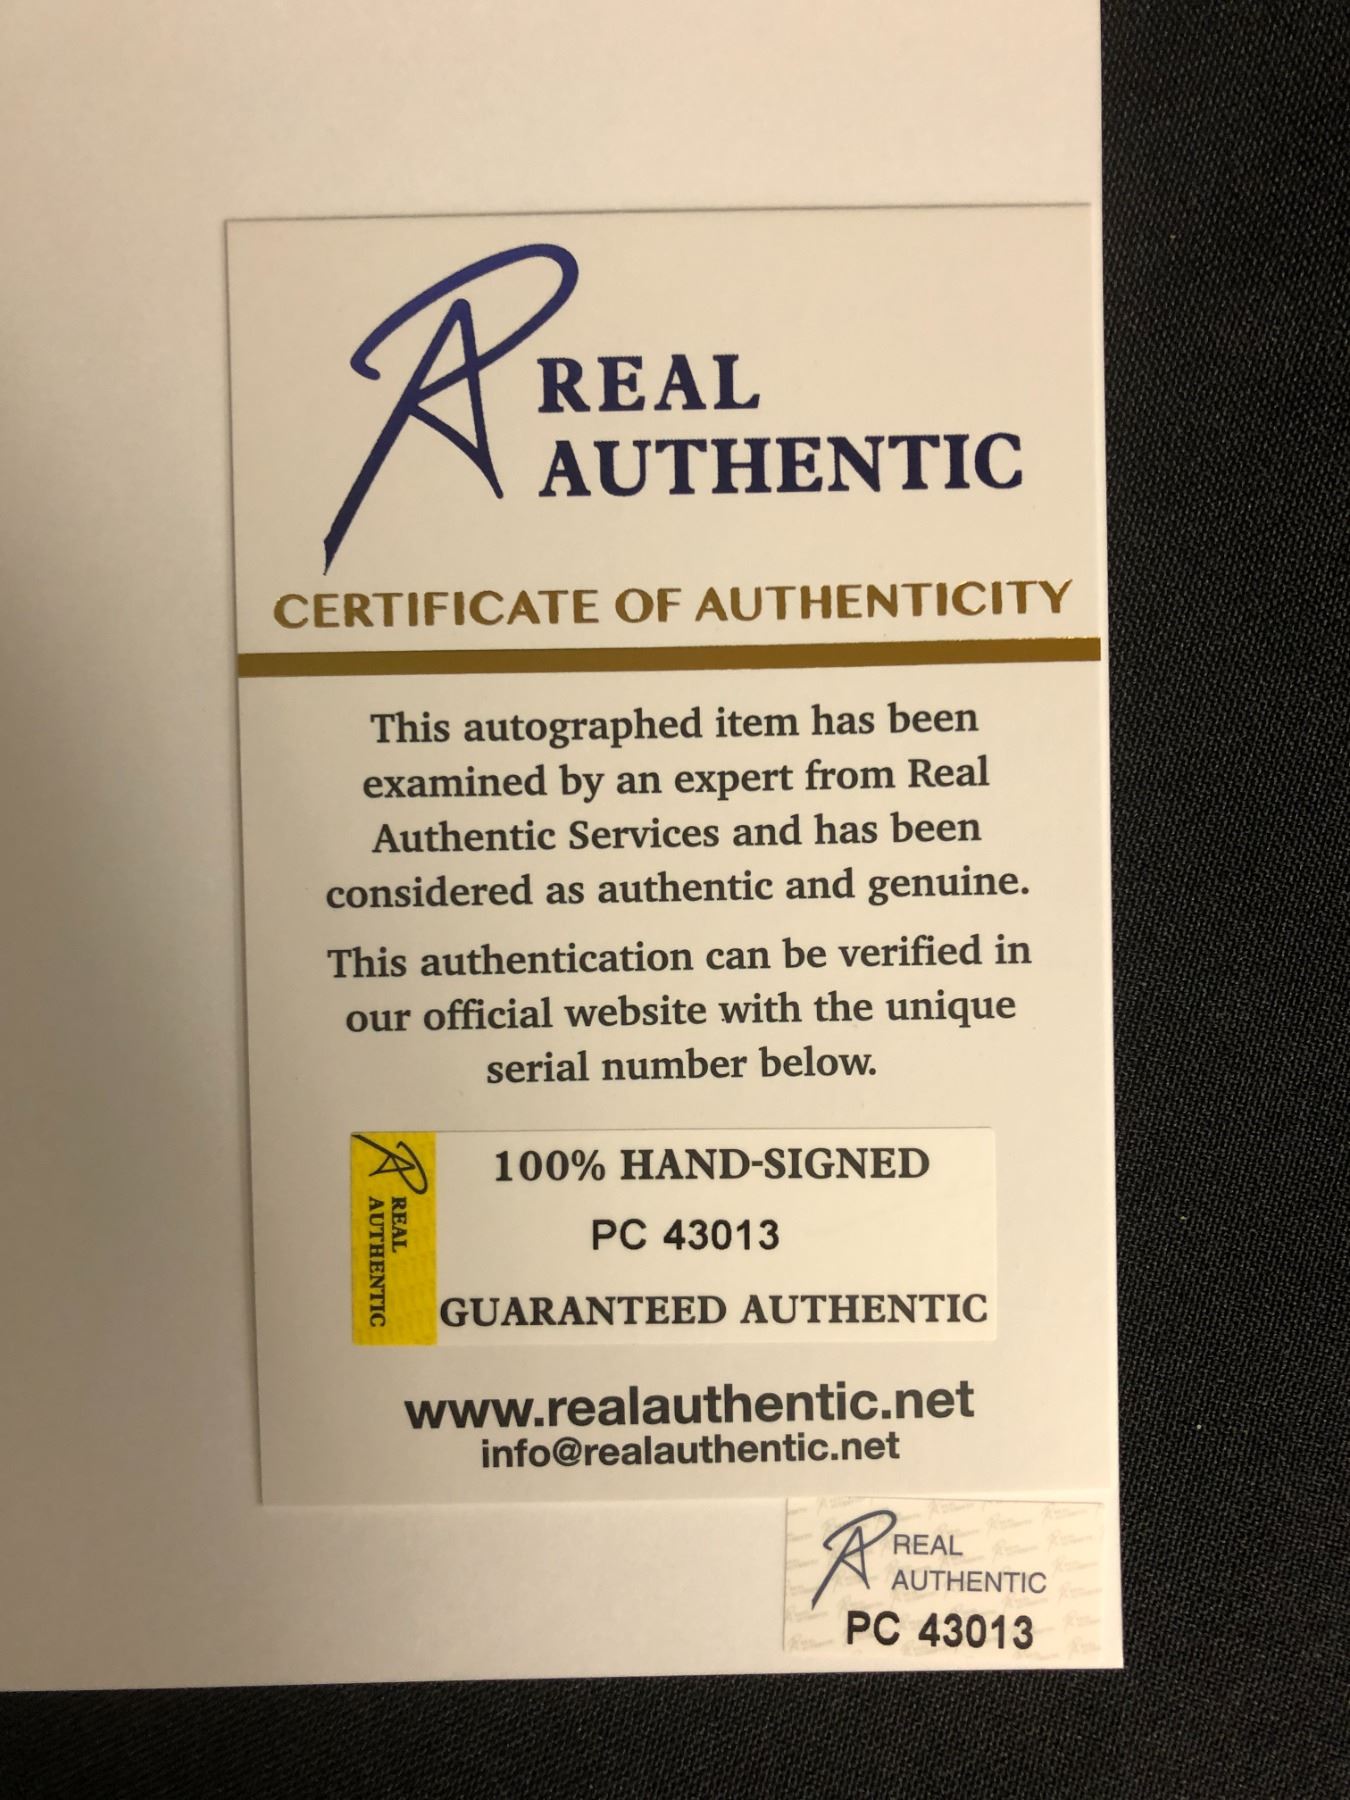 REAL
AUTHENTIC
CERTIFICATE OF AUTHENTICITY
This autographed item has been
examined by an expert from Real
Authentic Services and has been
considered as authentic and genuine.
This authentication can be verified in
our official website with the unique
serial number below.
REAL
AUTHENTIC
100% HAND-SIGNED
PC 43013
GUARANTEED AUTHENTIC
www.realauthentic.net
info@realauthentic.net
REAL
AUTHENTIC
PC 43013